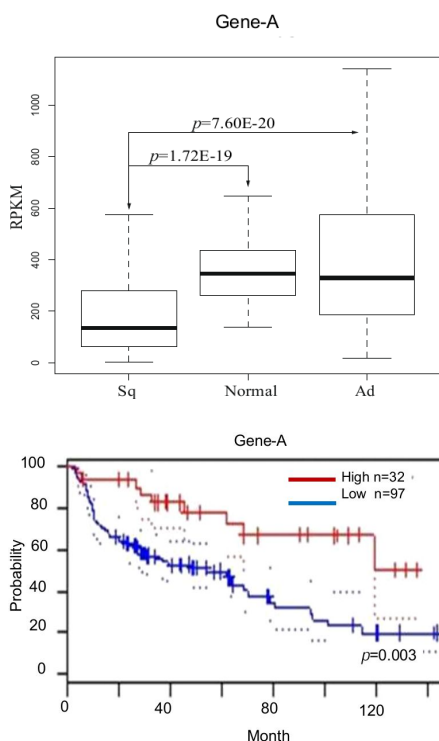 Gene-A
p=7.60E-20
p=1.72E-19
RPKM
1000
800
600
400
200
0
Sq Normal Ad
Gene-A
High n=32
Low n=97
Probability
100
80
60
40
20
0
p=0.003
0 40 80 120
Month